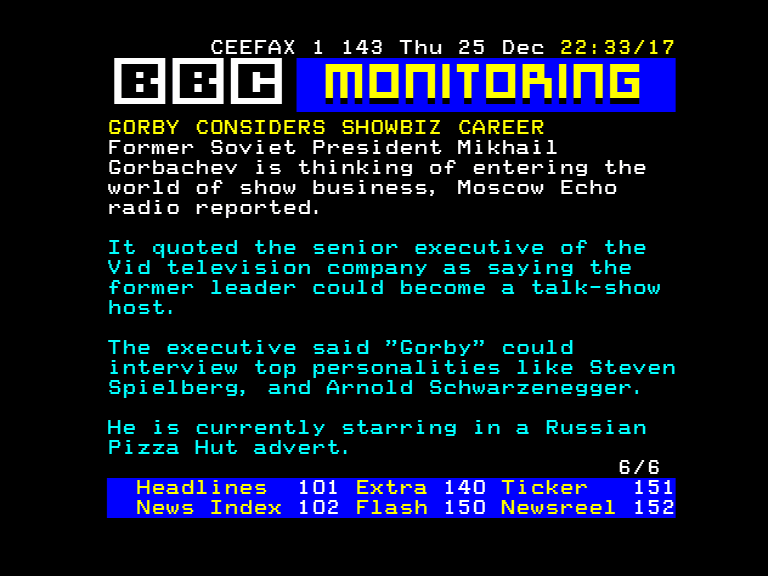 CEEFAX 1 143 Thu 25 Dec 22:33/17
BBC MONITORING
GORBY CONSIDERS SHOWBIZ CAREER
Former Soviet President Mikhail
Gorbachev is thinking of entering the
world of show business, Moscow Echo
radio reported.
It quoted the senior executive of the
Vid television company as saying the
former leader could become a talk-show
host.
The executive said ”Gorby” could
interview top personalities like Steven
Spielberg, and Arnold Schwarzenegger.
He is currently starring in a Russian
Pizza Hut advert.
6/6
Headlines 101 Extra 140 Ticker 151
News Index 102 Flash 150 Newsreel 152